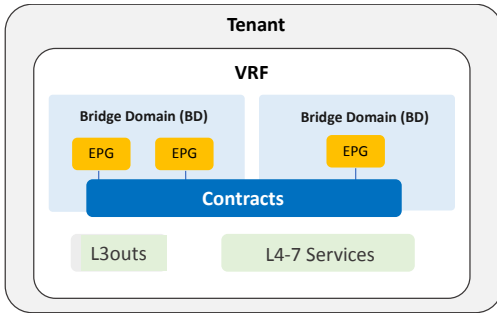 Tenant
VRF
Bridge Domain (BD)
Bridge Domain (BD)
EPG
EPG
EPG
Contracts
L3outs
L4-7 Services